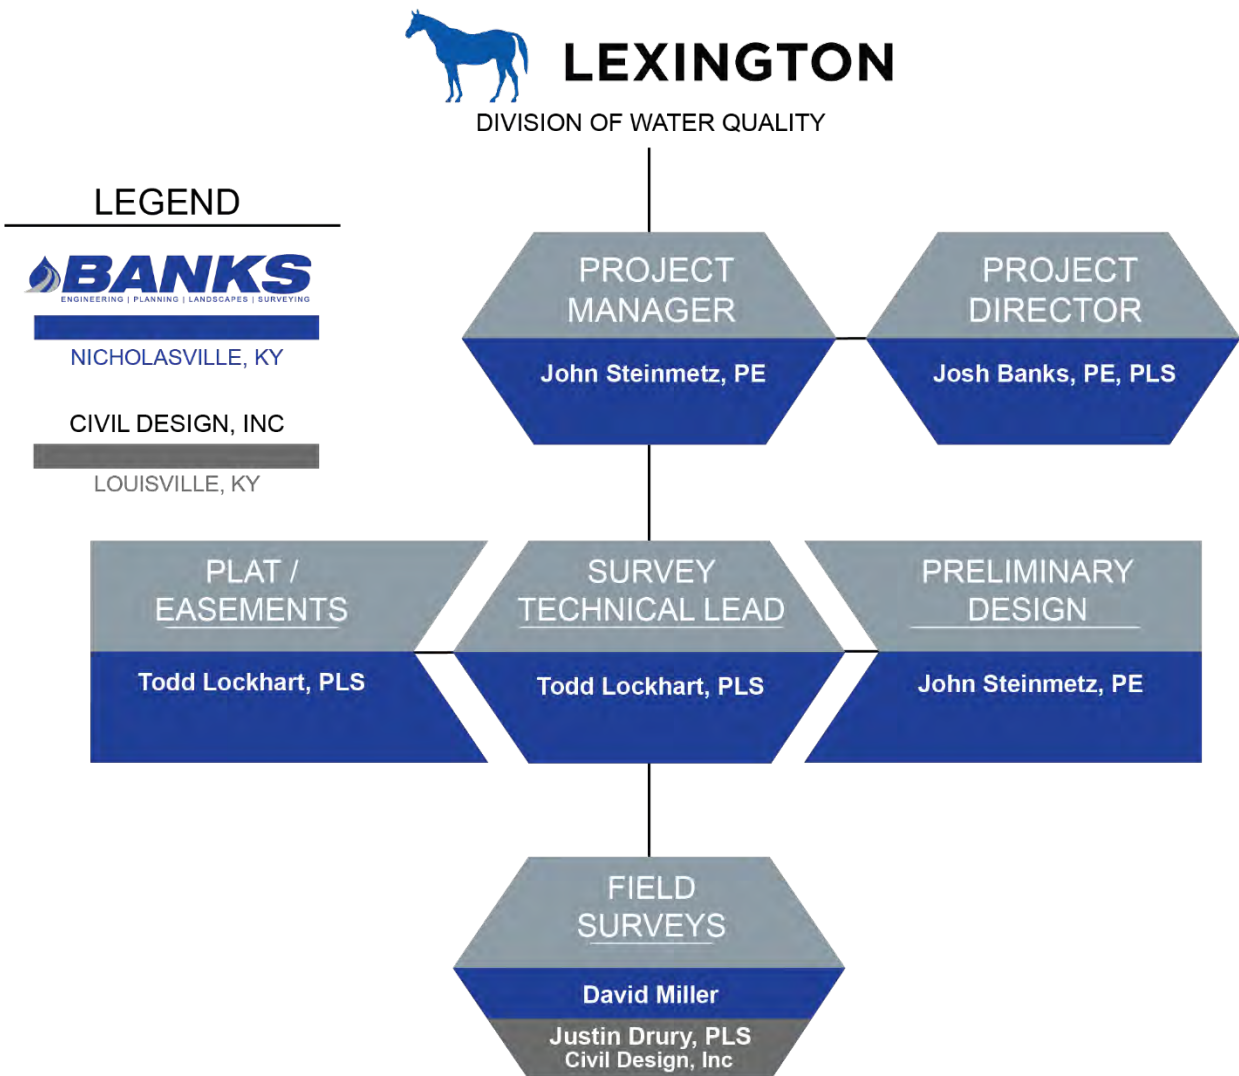 LEXINGTON
DIVISION OF WATER QUALITY
LEGEND
BANKS
ENGINEERING | PLANNING | LANDSCAPES | SURVEYING
NICHOLASVILLE, KY
CIVIL DESIGN, INC
LOUISVILLE, KY
PROJECT
MANAGER
John Steinmetz, PE
PROJECT
DIRECTOR
Josh Banks, PE, PLS
PLAT /
EASEMENTS
Todd Lockhart, PLS
SURVEY
TECHNICAL LEAD
Todd Lockhart, PLS
PRELIMINARY
DESIGN
John Steinmetz, PE
FIELD
SURVEYS
David Miller
Justin Drury, PLS
Civil Design, Inc